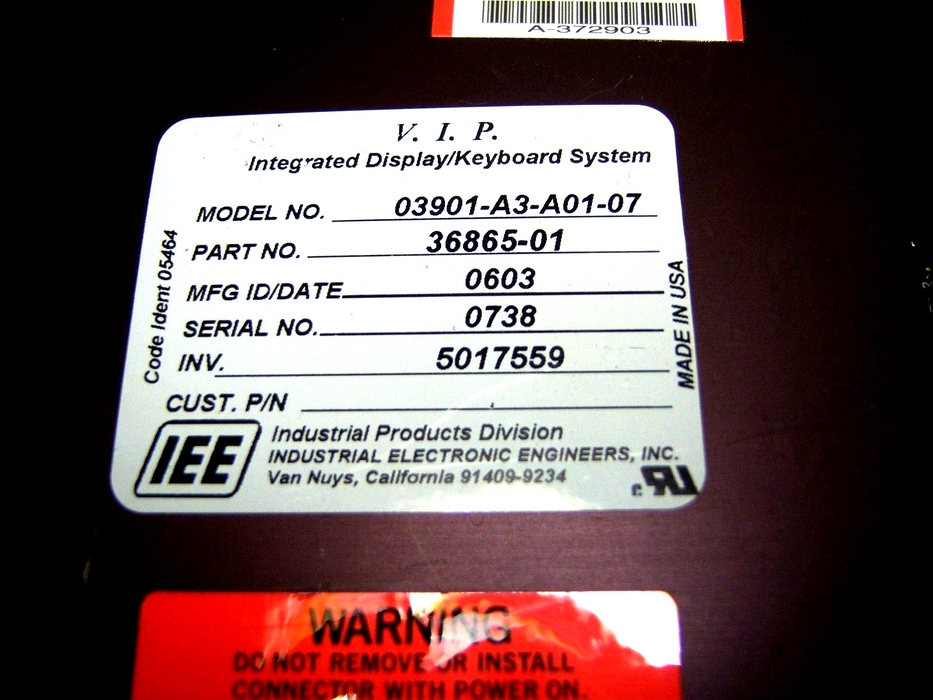 A-372903
V. I. P.
Integrated Display/Keyboard System
MODEL NO. 03901-A3-A01-07
PART NO. 36865-01
MFG ID/DATE 0603
SERIAL NO. 0738
INV. 5017559
CUST. P/N
Code Ident 05464
MADE IN USA
IEE
Industrial Products Division
INDUSTRIAL ELECTRONIC ENGINEERS, INC.
Van Nuys, California 91409-9234
c RU
WARNING
DO NOT REMOVE OR INSTALL
CONNECTOR WITH POWER ON.